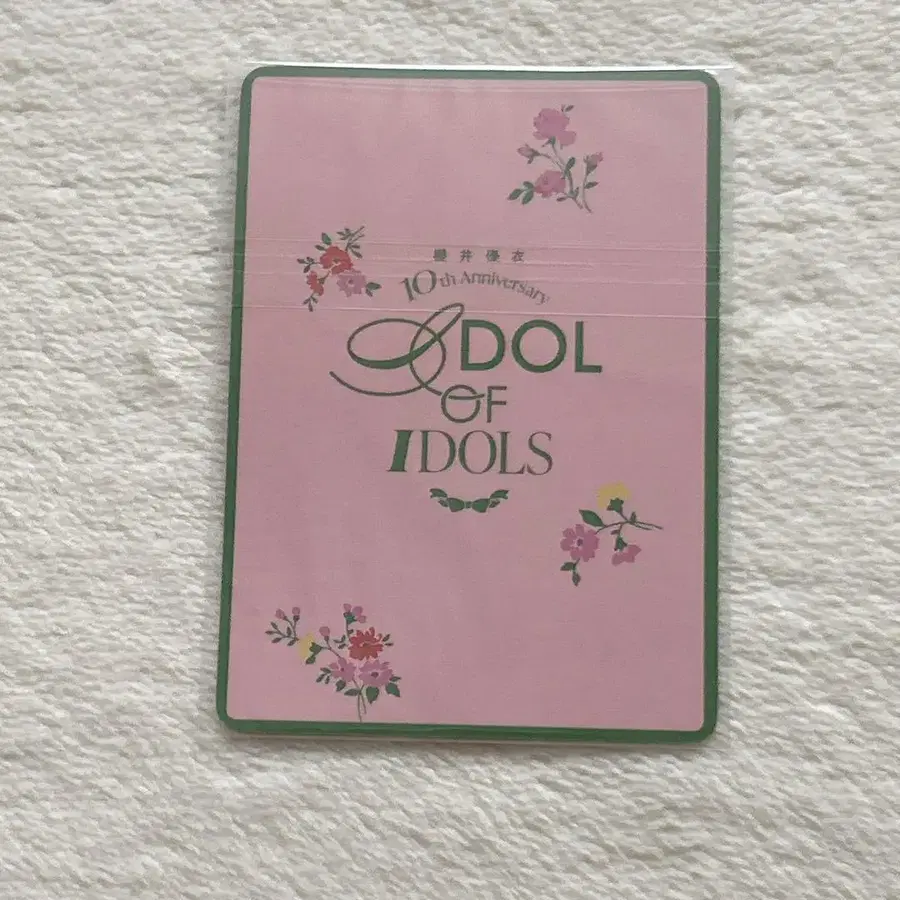 櫻井優衣
10th Anniversary
IDOL
OF
IDOLS